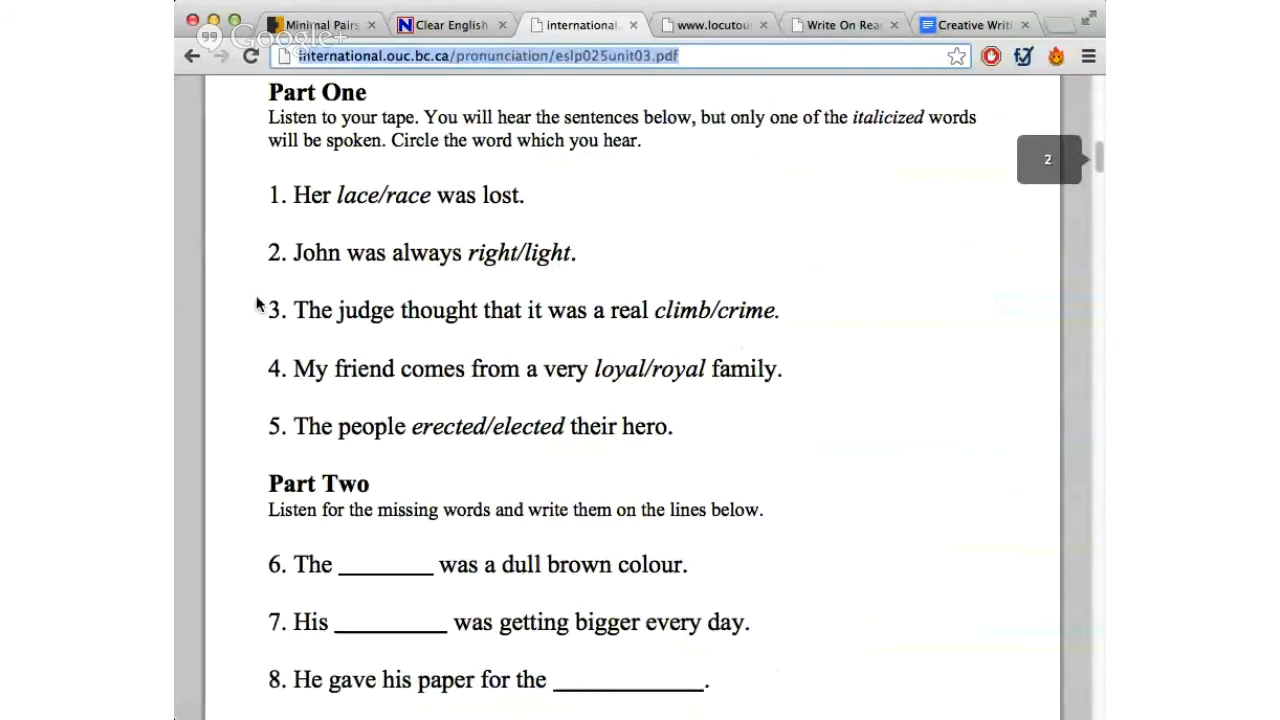 Minimal Pairs
Clear English
international.
www.locutou
Write On Rea
Creative Writi
Google+
international.ouc.bc.ca/pronunciation/eslp025unit03.pdf
Part One
Listen to your tape. You will hear the sentences below, but only one of the italicized words
will be spoken. Circle the word which you hear.
2
1. Her lace/race was lost.
2. John was always right/light.
3. The judge thought that it was a real climb/crime.
4. My friend comes from a very loyal/royal family.
5. The people erected/elected their hero.
Part Two
Listen for the missing words and write them on the lines below.
6. The ________ was a dull brown colour.
7. His _________ was getting bigger every day.
8. He gave his paper for the ____________.